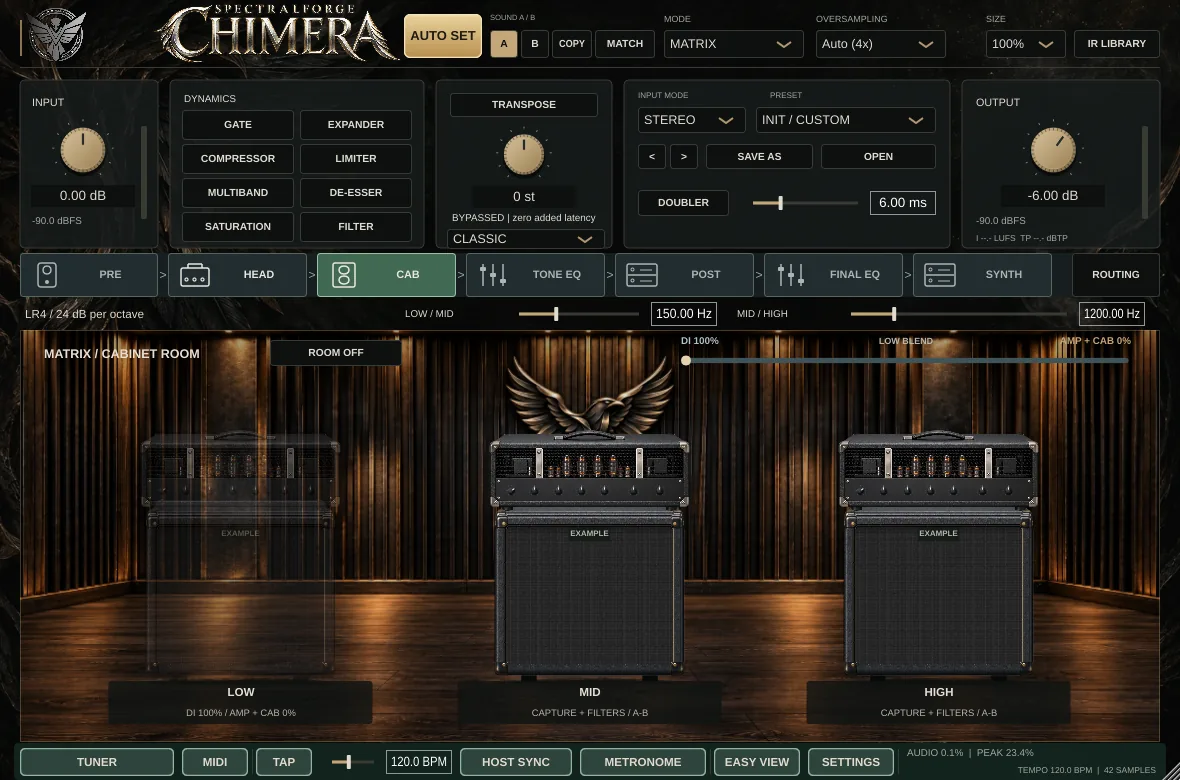 SPECTRALFORGE
CHIMERA
AUTO SET
SOUND A / B
A
B
COPY
MATCH
MODE
MATRIX
OVERSAMPLING
Auto (4x)
SIZE
100%
IR LIBRARY
INPUT
0.00 dB
-90.0 dBFS
DYNAMICS
GATE
EXPANDER
COMPRESSOR
LIMITER
MULTIBAND
DE-ESSER
SATURATION
FILTER
TRANSPOSE
0 st
BYPASSED | zero added latency
CLASSIC
INPUT MODE
PRESET
STEREO
INIT / CUSTOM
<
>
SAVE AS
OPEN
DOUBLER
6.00 ms
OUTPUT
-6.00 dB
-90.0 dBFS
I --.- LUFS TP --.- dBTP
PRE
>
HEAD
>
CAB
>
TONE EQ
>
POST
>
FINAL EQ
>
SYNTH
ROUTING
LR4 / 24 dB per octave
LOW / MID
150.00 Hz
MID / HIGH
1200.00 Hz
MATRIX / CABINET ROOM
ROOM OFF
DI 100%
LOW BLEND
AMP + CAB 0%
EXAMPLE
EXAMPLE
EXAMPLE
LOW
DI 100% / AMP + CAB 0%
MID
CAPTURE + FILTERS / A-B
HIGH
CAPTURE + FILTERS / A-B
TUNER
MIDI
TAP
120.0 BPM
HOST SYNC
METRONOME
EASY VIEW
SETTINGS
AUDIO 0.1% | PEAK 23.4%
TEMPO 120.0 BPM | 42 SAMPLES